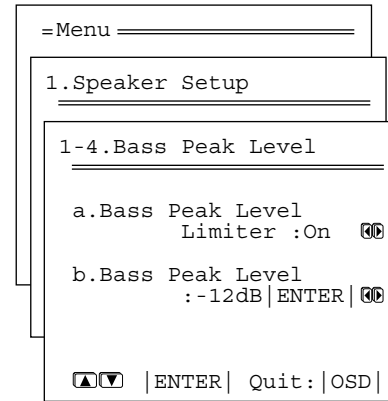 =Menu
1.Speaker Setup
1-4.Bass Peak Level
a.Bass Peak Level
Limiter :On
b.Bass Peak Level
:-12dB|ENTER|
|ENTER| Quit:|OSD|